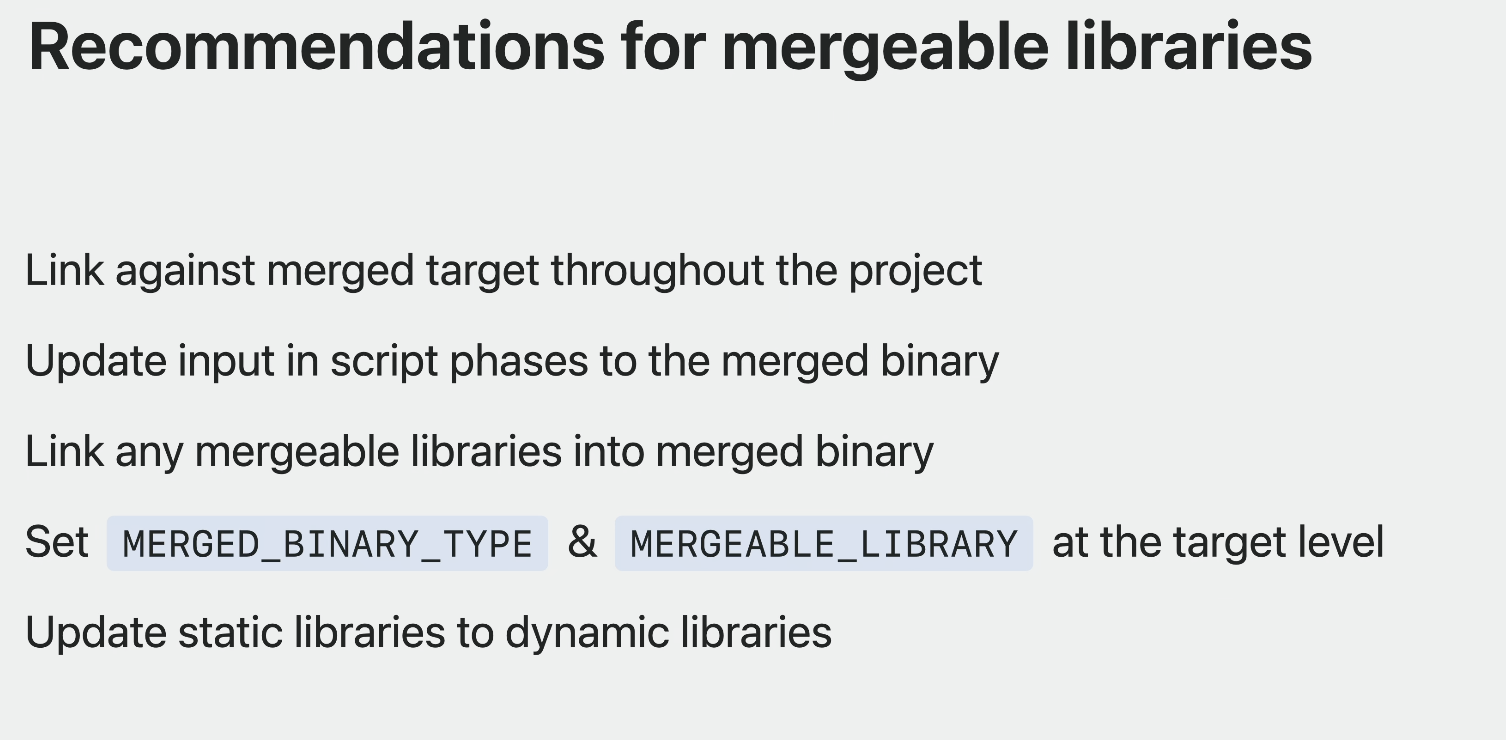 Recommendations for mergeable libraries
Link against merged target throughout the project
Update input in script phases to the merged binary
Link any mergeable libraries into merged binary
Set MERGED_BINARY_TYPE & MERGEABLE_LIBRARY at the target level
Update static libraries to dynamic libraries